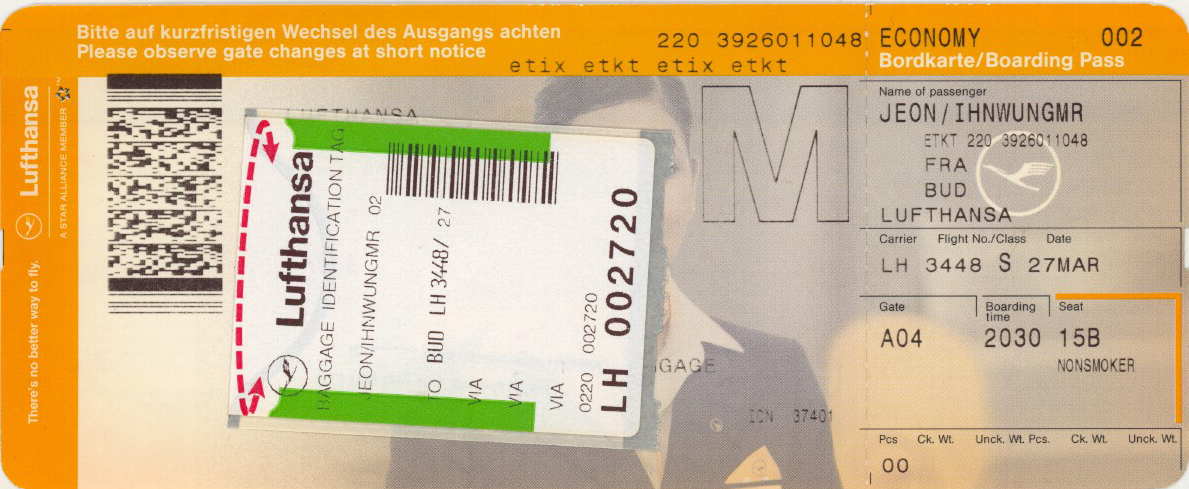 Bitte auf kurzfristigen Wechsel des Ausgangs achten
Please observe gate changes at short notice
220 3926011048
etix etkt etix etkt
Lufthansa
A STAR ALLIANCE MEMBER
There's no better way to fly.
LUFTHANSA
M
Lufthansa
BAGGAGE IDENTIFICATION TAG
JEON/IHNWUNGMR 02
TO BUD LH 3448/ 27
VIA
VIA
VIA
0220 002720
LH 002720
GAGE
ICN 37401
ECONOMY 002
Bordkarte/Boarding Pass
Name of passenger
JEON/IHNWUNGMR
ETKT 220 3926011048
FRA
BUD
LUFTHANSA
Carrier Flight No./Class Date
LH 3448 S 27MAR
Gate Boarding time Seat
A04 2030 15B
NONSMOKER
Pcs Ck. Wt. Unck. Wt. Pcs. Ck. Wt. Unck. Wt.
00